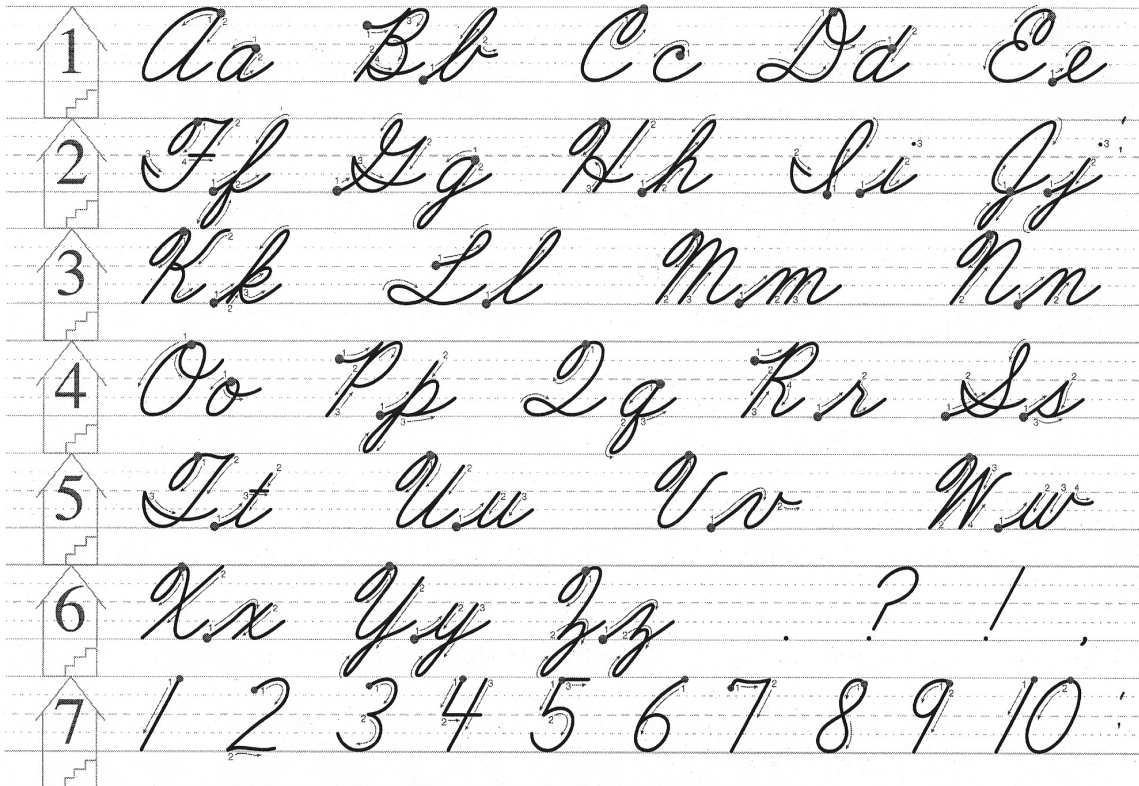 1 Aa Bb Cc Dd Ee
2 Ff Gg Hh Ii Jj
3 Kk Ll Mm Nn
4 Oo Pp Qq Rr Ss
5 Tt Uu Vv Ww
6 Xx Yy Zz . ? ! ,
7 1 2 3 4 5 6 7 8 9 10